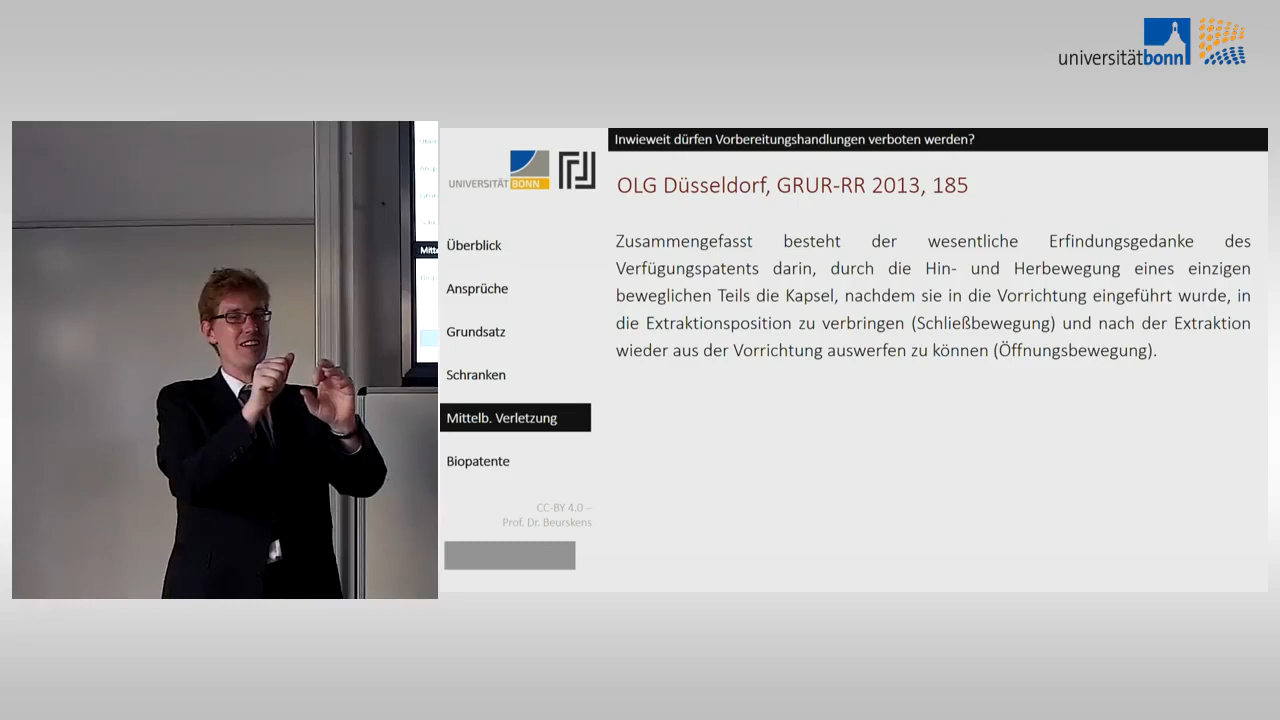 universitätbonn
Inwieweit dürfen Vorbereitungshandlungen verboten werden?
UNIVERSITÄT BONN
OLG Düsseldorf, GRUR-RR 2013, 185
Zusammengefasst besteht der wesentliche Erfindungsgedanke des
Verfügungspatents darin, durch die Hin- und Herbewegung eines einzigen
beweglichen Teils die Kapsel, nachdem sie in die Vorrichtung eingeführt wurde, in
die Extraktionsposition zu verbringen (Schließbewegung) und nach der Extraktion
wieder aus der Vorrichtung auswerfen zu können (Öffnungsbewegung).
Überblick
Ansprüche
Grundsatz
Schranken
Mittelb. Verletzung
Biopatente
CC-BY 4.0 –
Prof. Dr. Beurskens